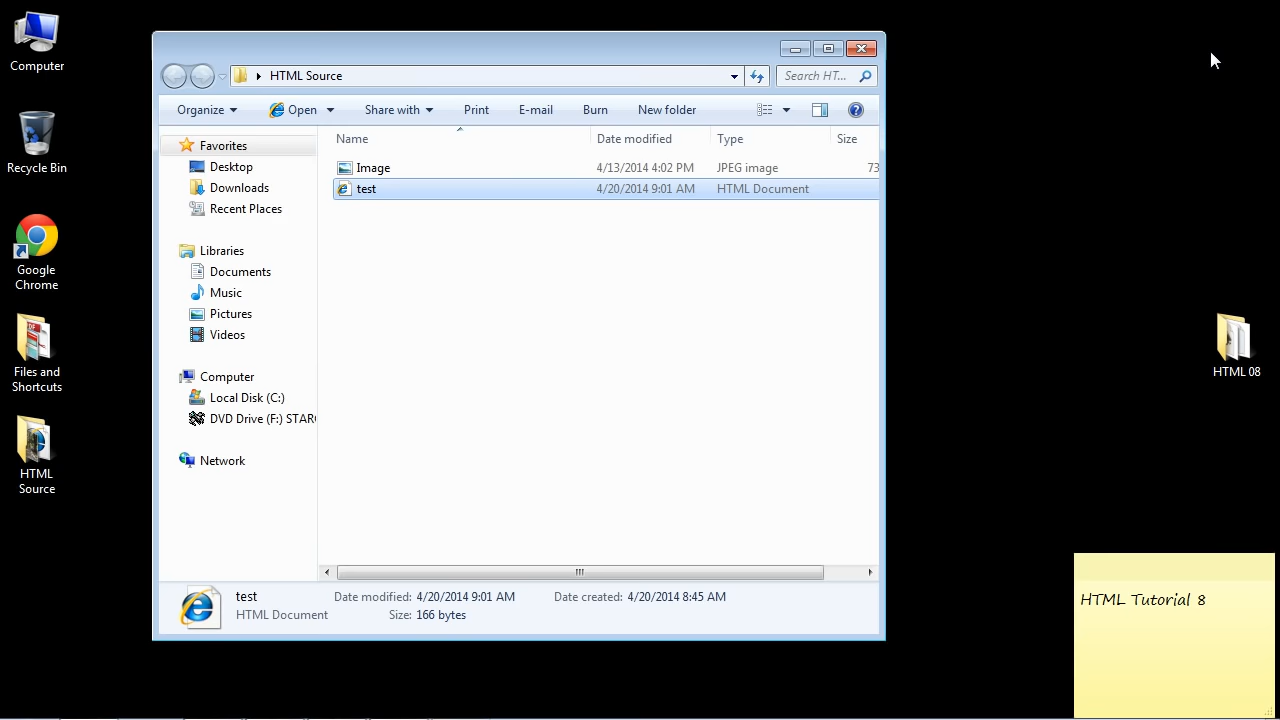 Computer
Recycle Bin
Google
Chrome
Files and
Shortcuts
HTML
Source
HTML Source
Search HT...
Organize
Open
Share with
Print
E-mail
Burn
New folder
Favorites
Desktop
Downloads
Recent Places
Libraries
Documents
Music
Pictures
Videos
Computer
Local Disk (C:)
DVD Drive (F:) STAR
Network
Name Date modified Type Size
Image 4/13/2014 4:02 PM JPEG image 73
test 4/20/2014 9:01 AM HTML Document
test Date modified: 4/20/2014 9:01 AM Date created: 4/20/2014 8:45 AM
HTML Document Size: 166 bytes
HTML 08
HTML Tutorial 8